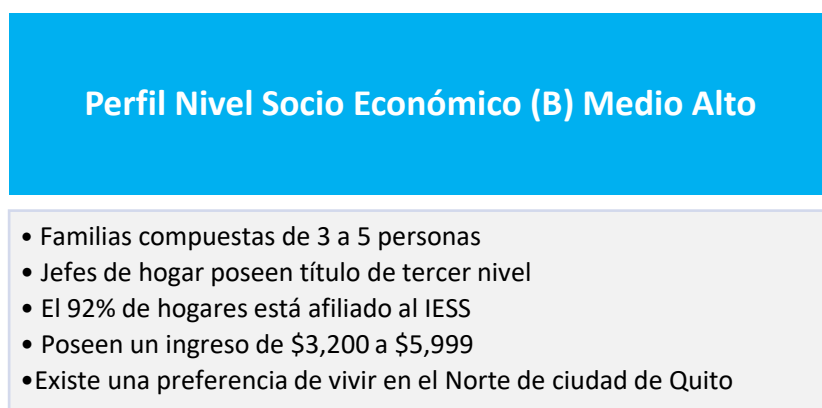 Perfil Nivel Socio Económico (B) Medio Alto
• Familias compuestas de 3 a 5 personas
• Jefes de hogar poseen título de tercer nivel
• El 92% de hogares está afiliado al IESS
• Poseen un ingreso de $3,200 a $5,999
•Existe una preferencia de vivir en el Norte de ciudad de Quito